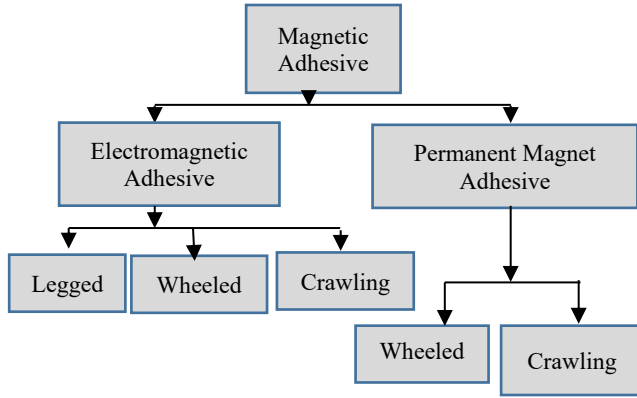 Magnetic
Adhesive
Electromagnetic
Adhesive
Permanent Magnet
Adhesive
Legged
Wheeled
Crawling
Wheeled
Crawling